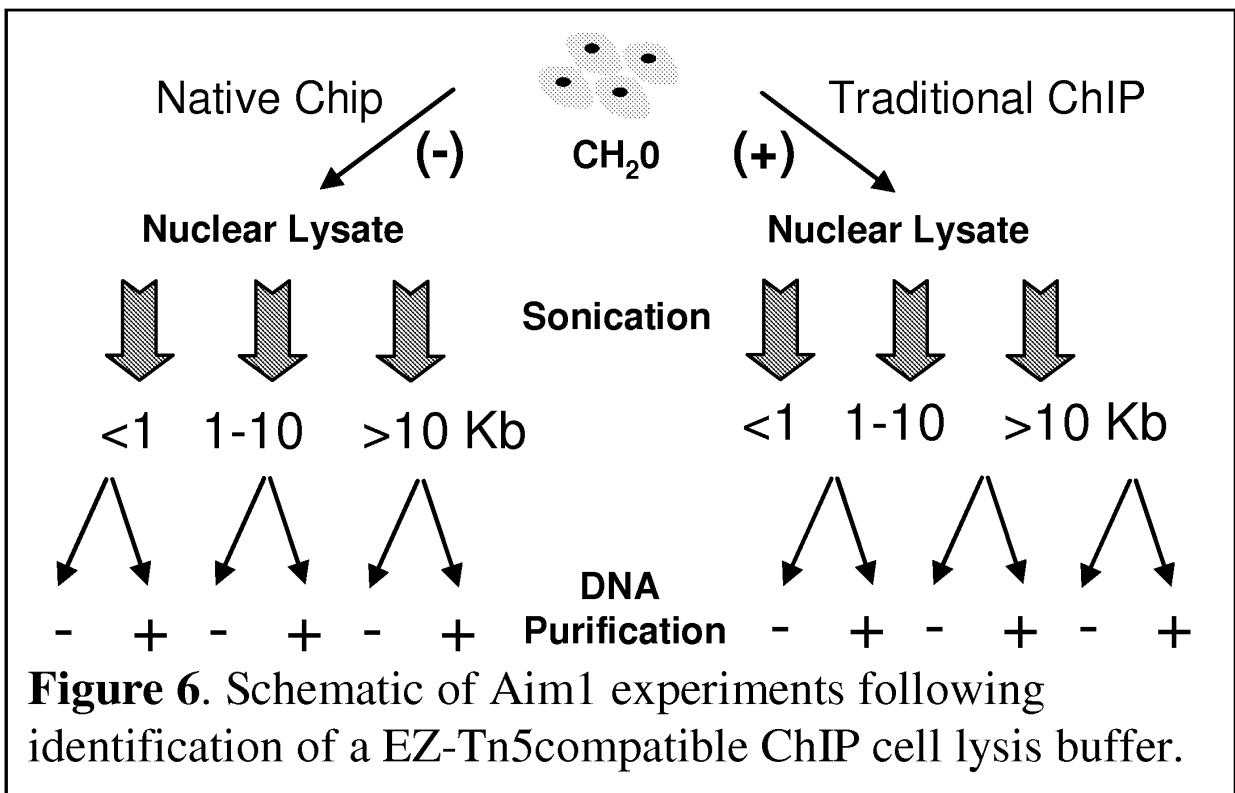 Native Chip
Traditional ChIP
(-) CH₂0 (+)
Nuclear Lysate
Nuclear Lysate
Sonication
<1 1-10 >10 Kb
<1 1-10 >10 Kb
DNA
- + - + - + Purification - + - + - +
Figure 6. Schematic of Aim1 experiments following
identification of a EZ-Tn5compatible ChIP cell lysis buffer.